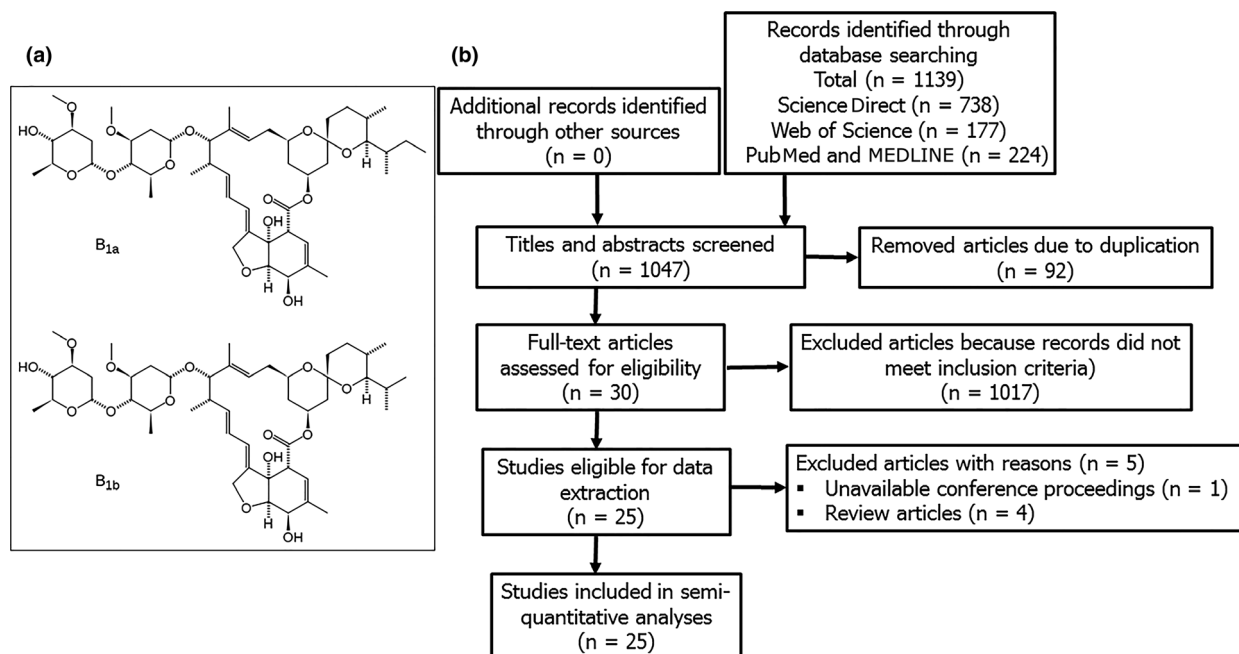 (a)
O
O
HO
O
O
O
O
O
O
O
O
H
O
O
OH
O
H
OH
B1a
O
O
HO
O
O
O
O
O
O
O
O
H
O
O
OH
O
H
OH
B1b
(b)
Additional records identified
through other sources
(n = 0)
Records identified through
database searching
Total (n = 1139)
Science Direct (n = 738)
Web of Science (n = 177)
PubMed and MEDLINE (n = 224)
Titles and abstracts screened
(n = 1047)
Removed articles due to duplication
(n = 92)
Full-text articles
assessed for eligibility
(n = 30)
Excluded articles because records did not
meet inclusion criteria)
(n = 1017)
Studies eligible for data
extraction
(n = 25)
Excluded articles with reasons (n = 5)
▪ Unavailable conference proceedings (n = 1)
▪ Review articles (n = 4)
Studies included in semi-
quantitative analyses
(n = 25)